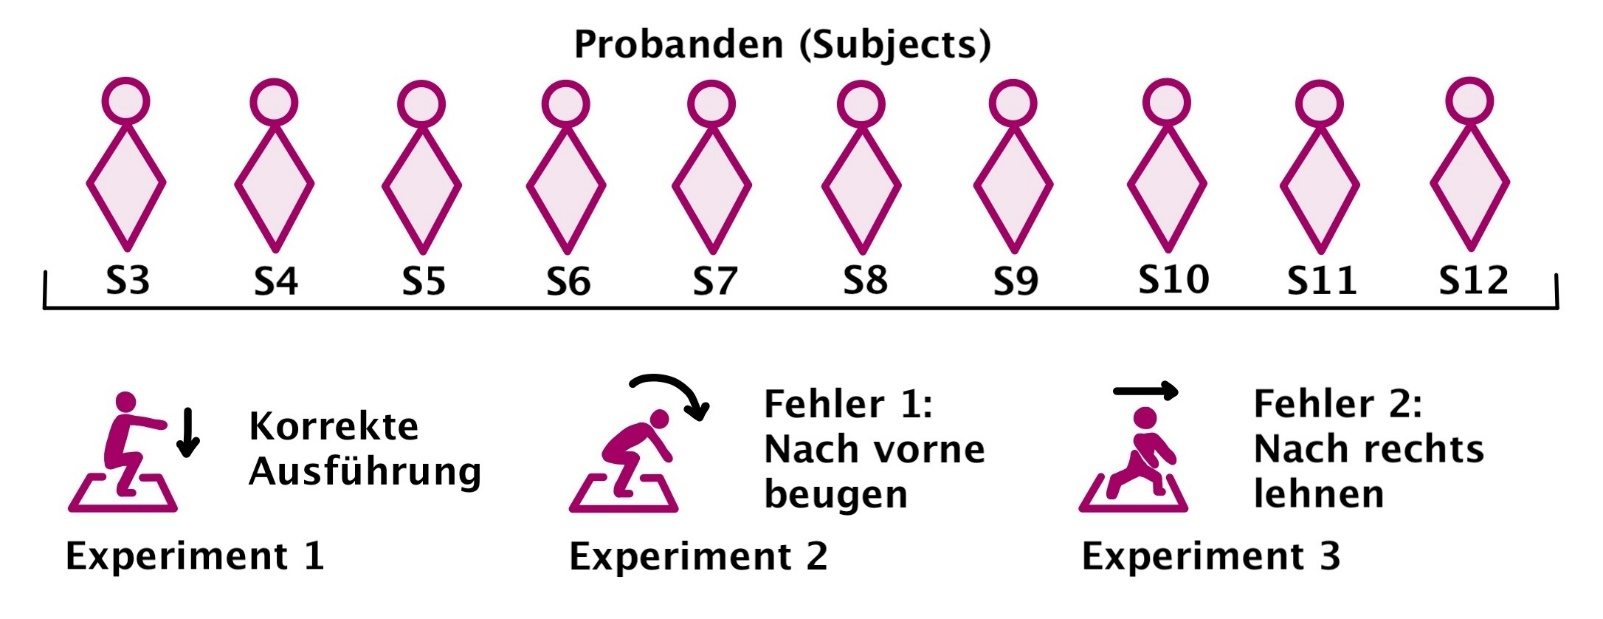 Probanden (Subjects)
S3 S4 S5 S6 S7 S8 S9 S10 S11 S12
Korrekte
Ausführung
Experiment 1
Fehler 1:
Nach vorne
beugen
Experiment 2
Fehler 2:
Nach rechts
lehnen
Experiment 3